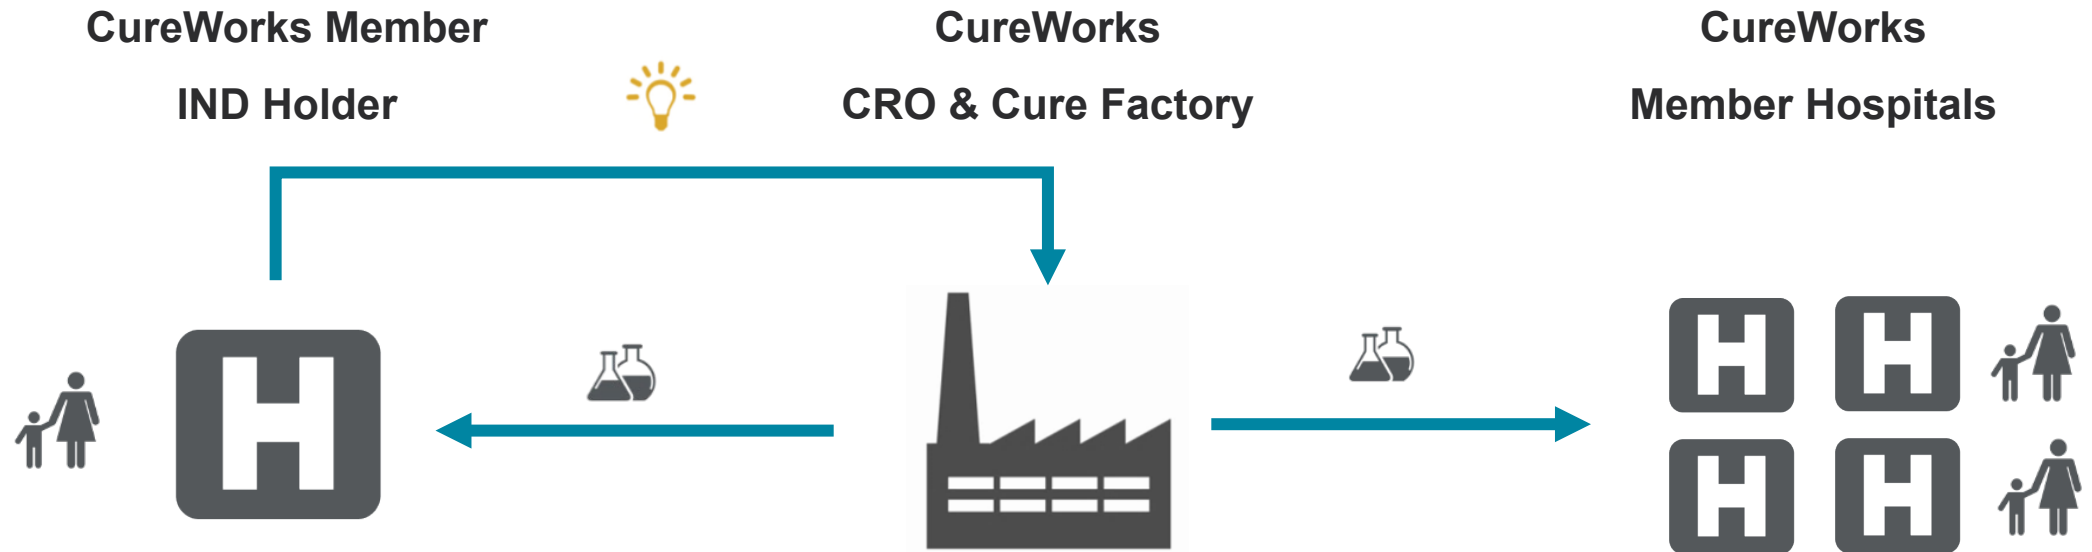 CureWorks Member
IND Holder
CureWorks
CRO & Cure Factory
CureWorks
Member Hospitals
H
H
H
H
H